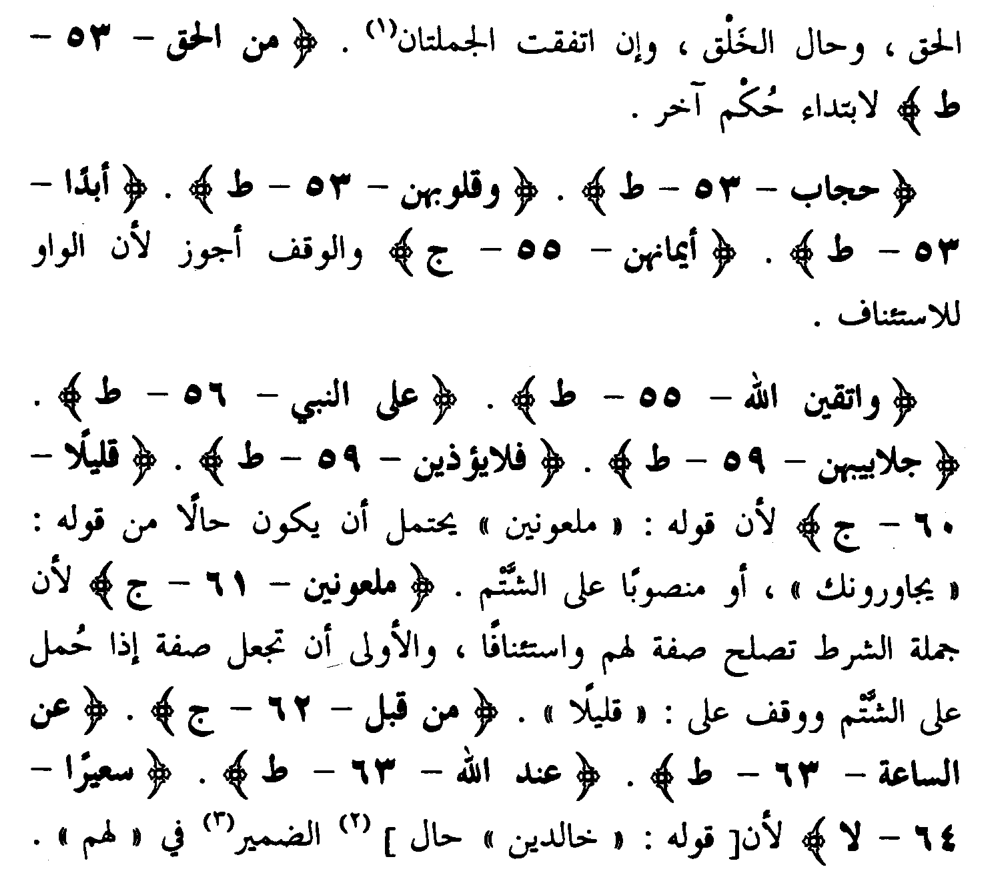 الحق ، وحال الخَلْق ، وإن اتفقت الجملتان(١) . ﴿ من الحق – ٥٣ –
ط ﴾ لابتداء حُكْم آخر .
﴿ حجاب – ٥٣ – ط ﴾ . ﴿ وقلوبهن – ٥٣ – ط ﴾ . ﴿ أبدًا –
٥٣ – ط ﴾ . ﴿ أيمانهن – ٥٥ – ج ﴾ والوقف أجوز لأن الواو
للاستئناف .
﴿ واتقين الله – ٥٥ – ط ﴾ . ﴿ على النبي – ٥٦ – ط ﴾ .
﴿ جلابيبهن – ٥٩ – ط ﴾ . ﴿ فلايؤذين – ٥٩ – ط ﴾ . ﴿ قليلًا –
٦٠ – ج ﴾ لأن قوله : « ملعونين » يحتمل أن يكون حالًا من قوله :
« يجاورونك » ، أو منصوبًا على الشَّتْم . ﴿ ملعونين – ٦١ – ج ﴾ لأن
جملة الشرط تصلح صفة لهم واستئنافًا ، والأولى أن تجعل صفة إذا حُمل
على الشَّتْم ووقف على : « قليلًا » . ﴿ من قبل – ٦٢ – ج ﴾ . ﴿ عن
الساعة – ٦٣ – ط ﴾ . ﴿ عند الله – ٦٣ – ط ﴾ . ﴿ سعيرًا –
٦٤ – لا ﴾ لأن[ قوله : « خالدين » حال ] (٢) الضمير(٣) في « لهم » .